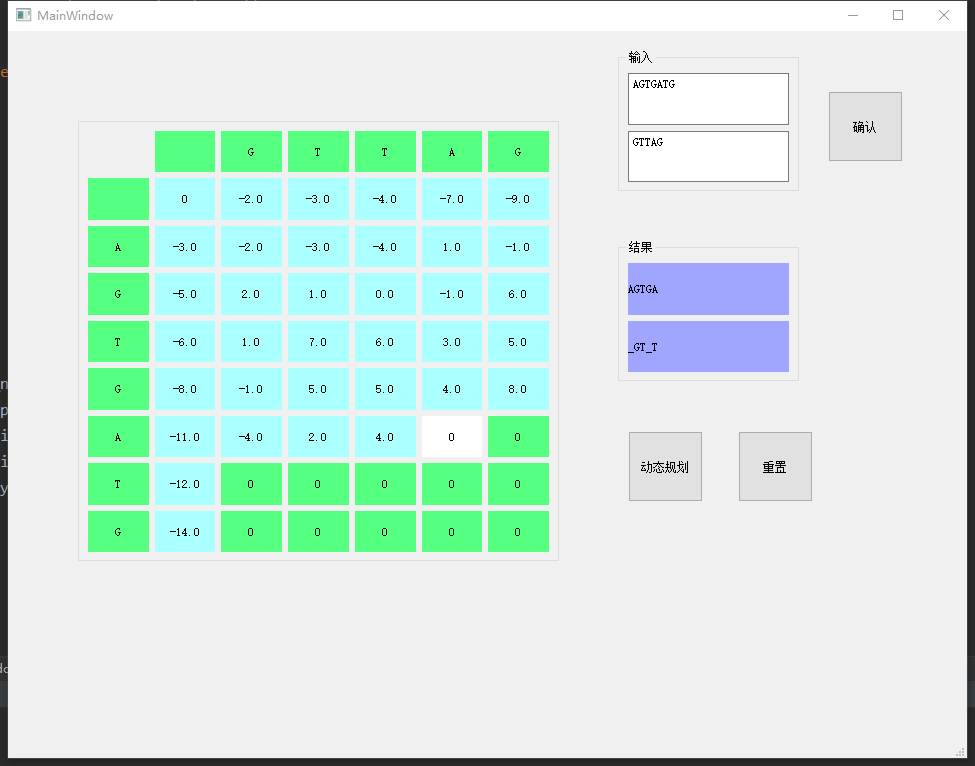 MainWindow
输入
AGTGATG
GTTAG
确认
G T T A G
0 -2.0 -3.0 -4.0 -7.0 -9.0
A -3.0 -2.0 -3.0 -4.0 1.0 -1.0
G -5.0 2.0 1.0 0.0 -1.0 6.0
T -6.0 1.0 7.0 6.0 3.0 5.0
G -8.0 -1.0 5.0 5.0 4.0 8.0
A -11.0 -4.0 2.0 4.0 0 0
T -12.0 0 0 0 0 0
G -14.0 0 0 0 0 0
结果
AGTGA
_GT_T
动态规划
重置